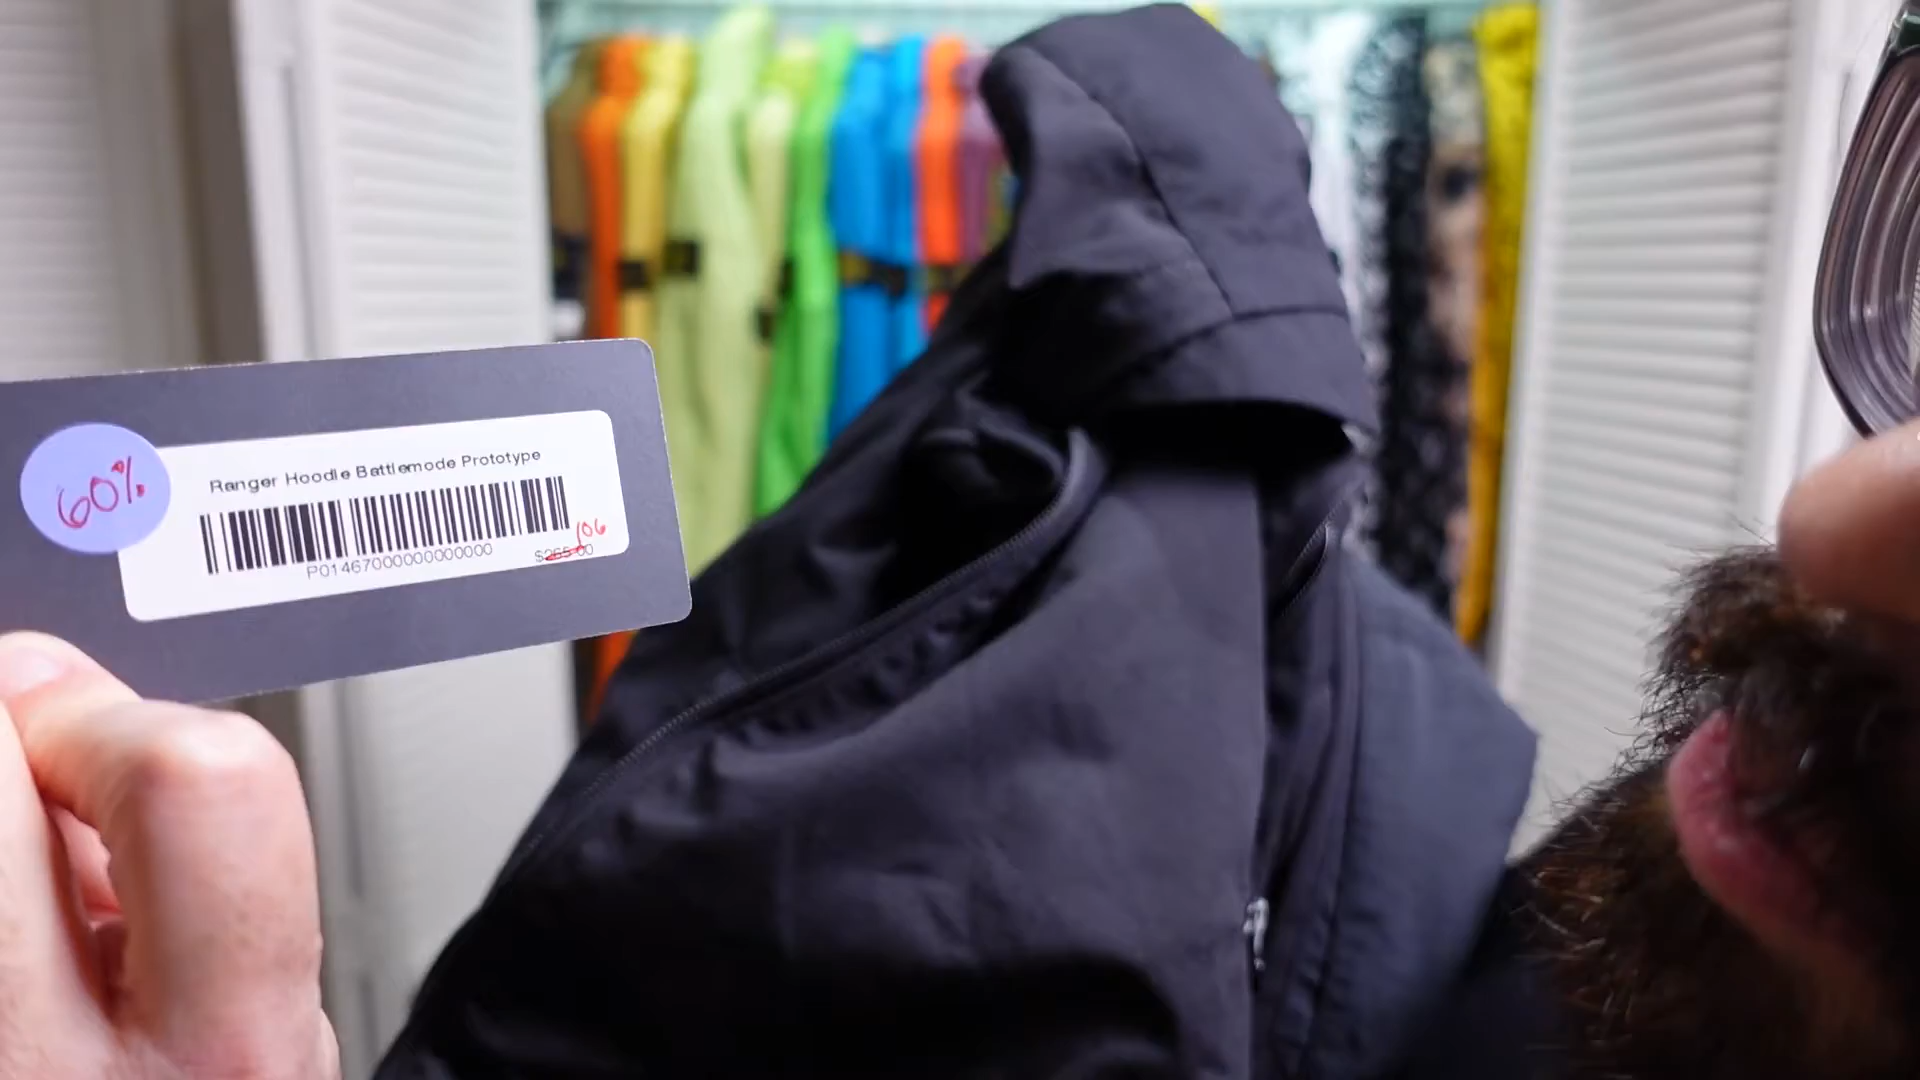 60%
Ranger Hoodie Battlemode Prototype
P01467000000000000
106
$265.00